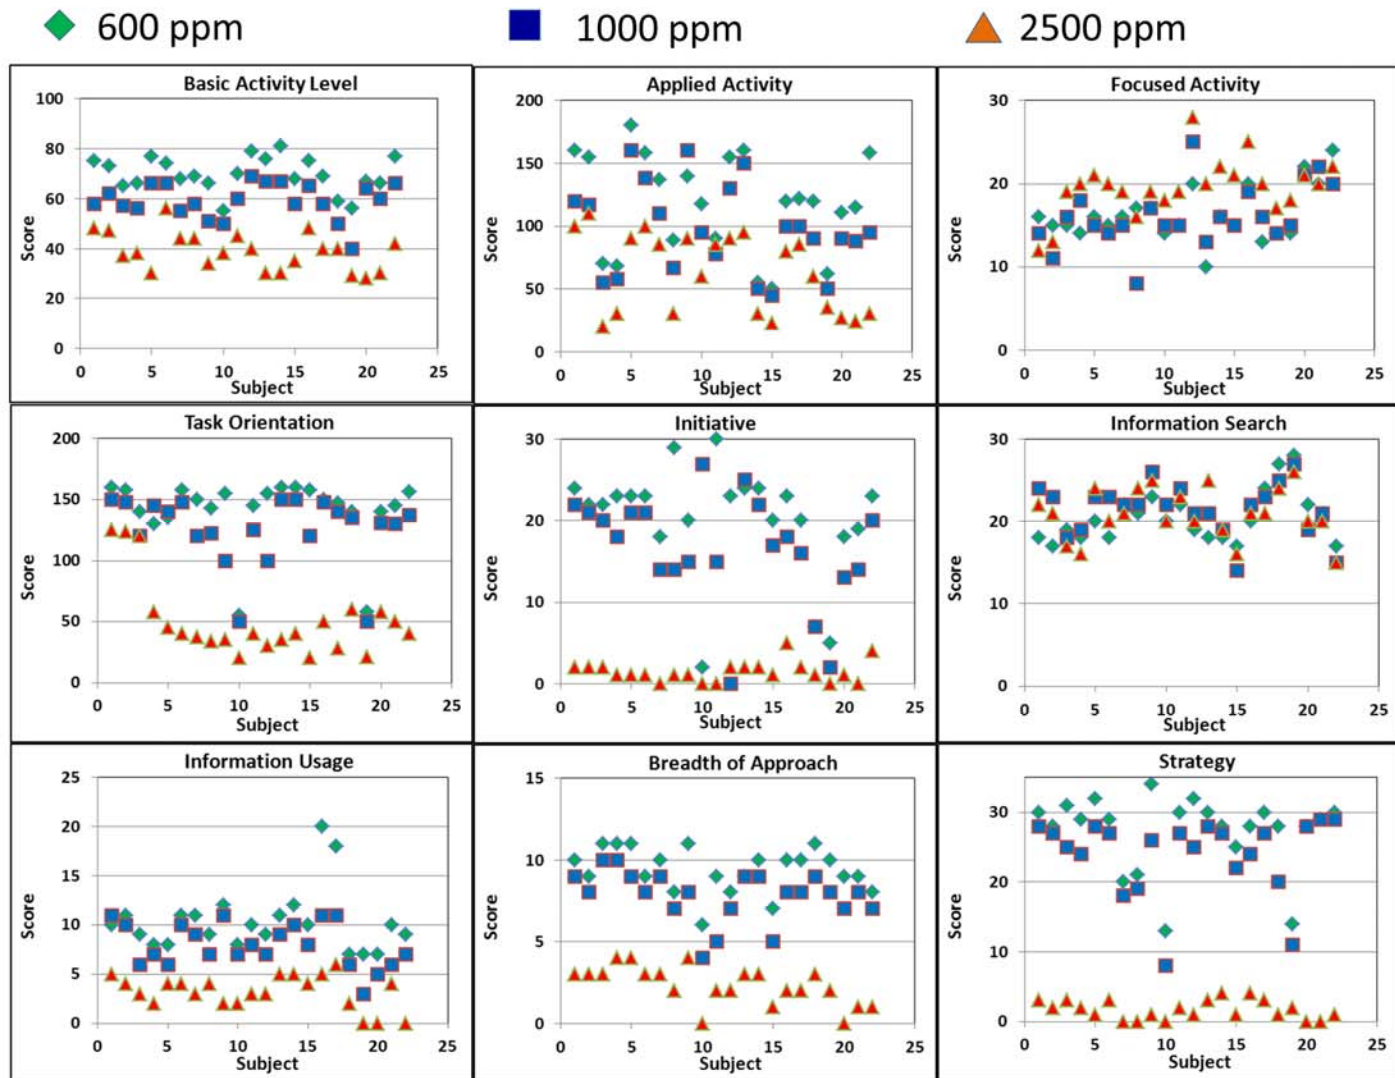 600 ppm 1000 ppm 2500 ppm
Basic Activity Level
Score
100
80
60
40
20
0
0 5 10 15 20 25
Subject
Applied Activity
Score
200
150
100
50
0
0 5 10 15 20 25
Subject
Focused Activity
Score
30
20
10
0
0 5 10 15 20 25
Subject
Task Orientation
Score
200
150
100
50
0
0 5 10 15 20 25
Subject
Initiative
Score
30
20
10
0
0 5 10 15 20 25
Subject
Information Search
Score
30
20
10
0
0 5 10 15 20 25
Subject
Information Usage
Score
25
20
15
10
5
0
0 5 10 15 20 25
Subject
Breadth of Approach
Score
15
10
5
0
0 5 10 15 20 25
Subject
Strategy
Score
30
20
10
0
0 5 10 15 20 25
Subject